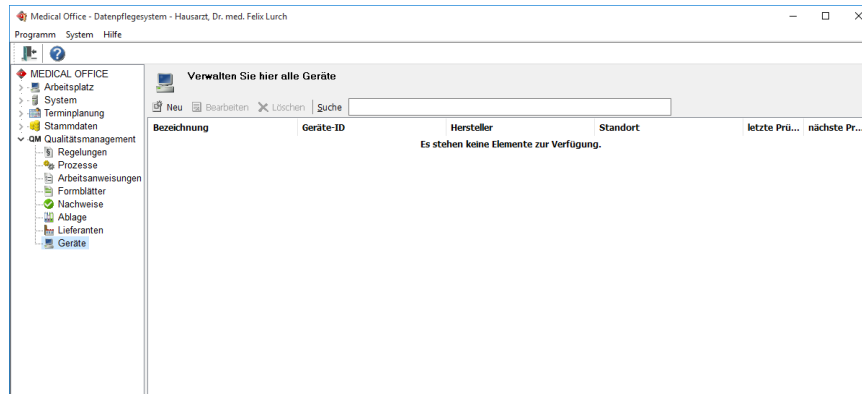 Medical Office - Datenpflegesystem - Hausarzt, Dr. med. Felix Lurch
Programm System Hilfe
MEDICAL OFFICE
Arbeitsplatz
System
Terminplanung
Stammdaten
QM Qualitätsmanagement
Regelungen
Prozesse
Arbeitsanweisungen
Formblätter
Nachweise
Ablage
Lieferanten
Geräte
Verwalten Sie hier alle Geräte
Neu Bearbeiten Löschen Suche
Bezeichnung Geräte-ID Hersteller Standort letzte Prü... nächste Pr...
Es stehen keine Elemente zur Verfügung.